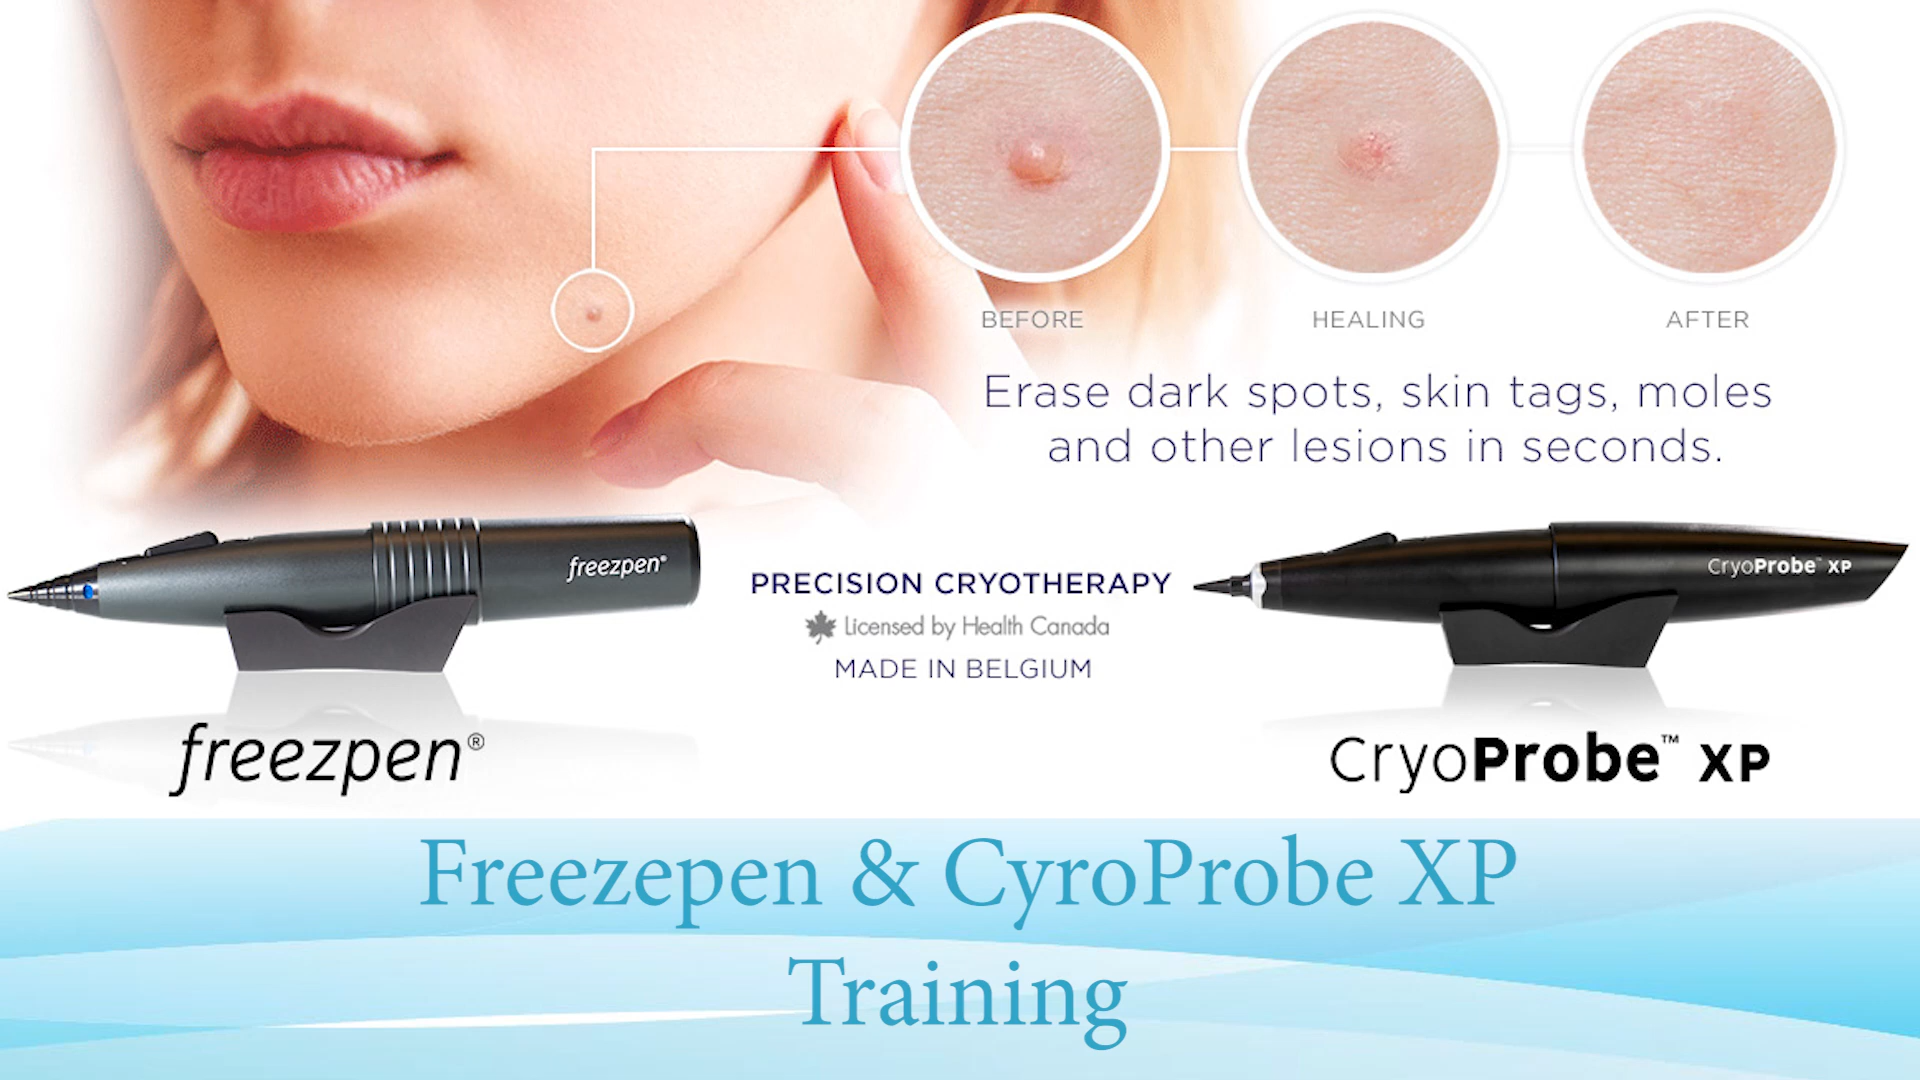 BEFORE
HEALING
AFTER
Erase dark spots, skin tags, moles
and other lesions in seconds.
freezpen®
PRECISION CRYOTHERAPY
Licensed by Health Canada
MADE IN BELGIUM
CryoProbe™ XP
freezpen®
CryoProbe™ XP
Freezepen & CyroProbe XP
Training